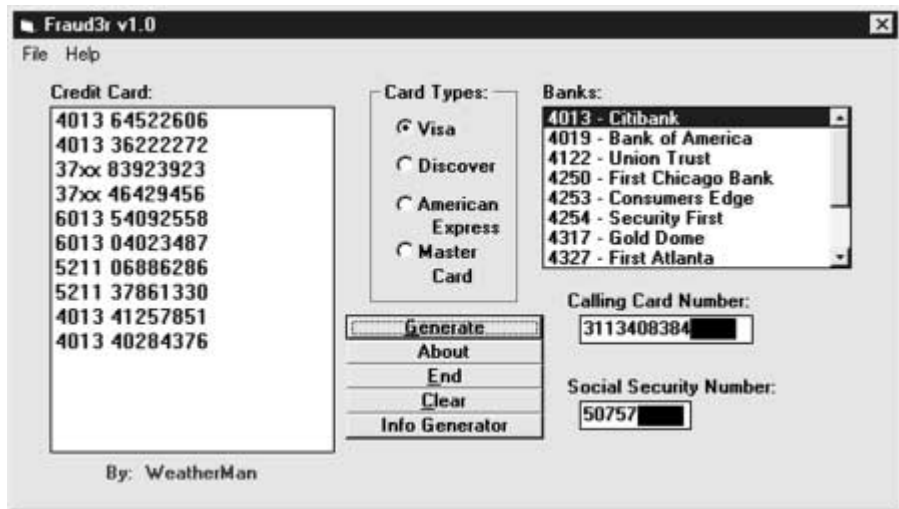 Fraud3r v1.0
File Help
Credit Card:
4013 64522606
4013 36222272
37xx 83923923
37xx 46429456
6013 54092558
6013 04023487
5211 06886286
5211 37861330
4013 41257851
4013 40284376
By: WeatherMan
Card Types:
Visa
Discover
American
Express
Master
Card
Generate
About
End
Clear
Info Generator
Banks:
4013 - Citibank
4019 - Bank of America
4122 - Union Trust
4250 - First Chicago Bank
4253 - Consumers Edge
4254 - Security First
4317 - Gold Dome
4327 - First Atlanta
Calling Card Number:
3113408384
Social Security Number:
50757